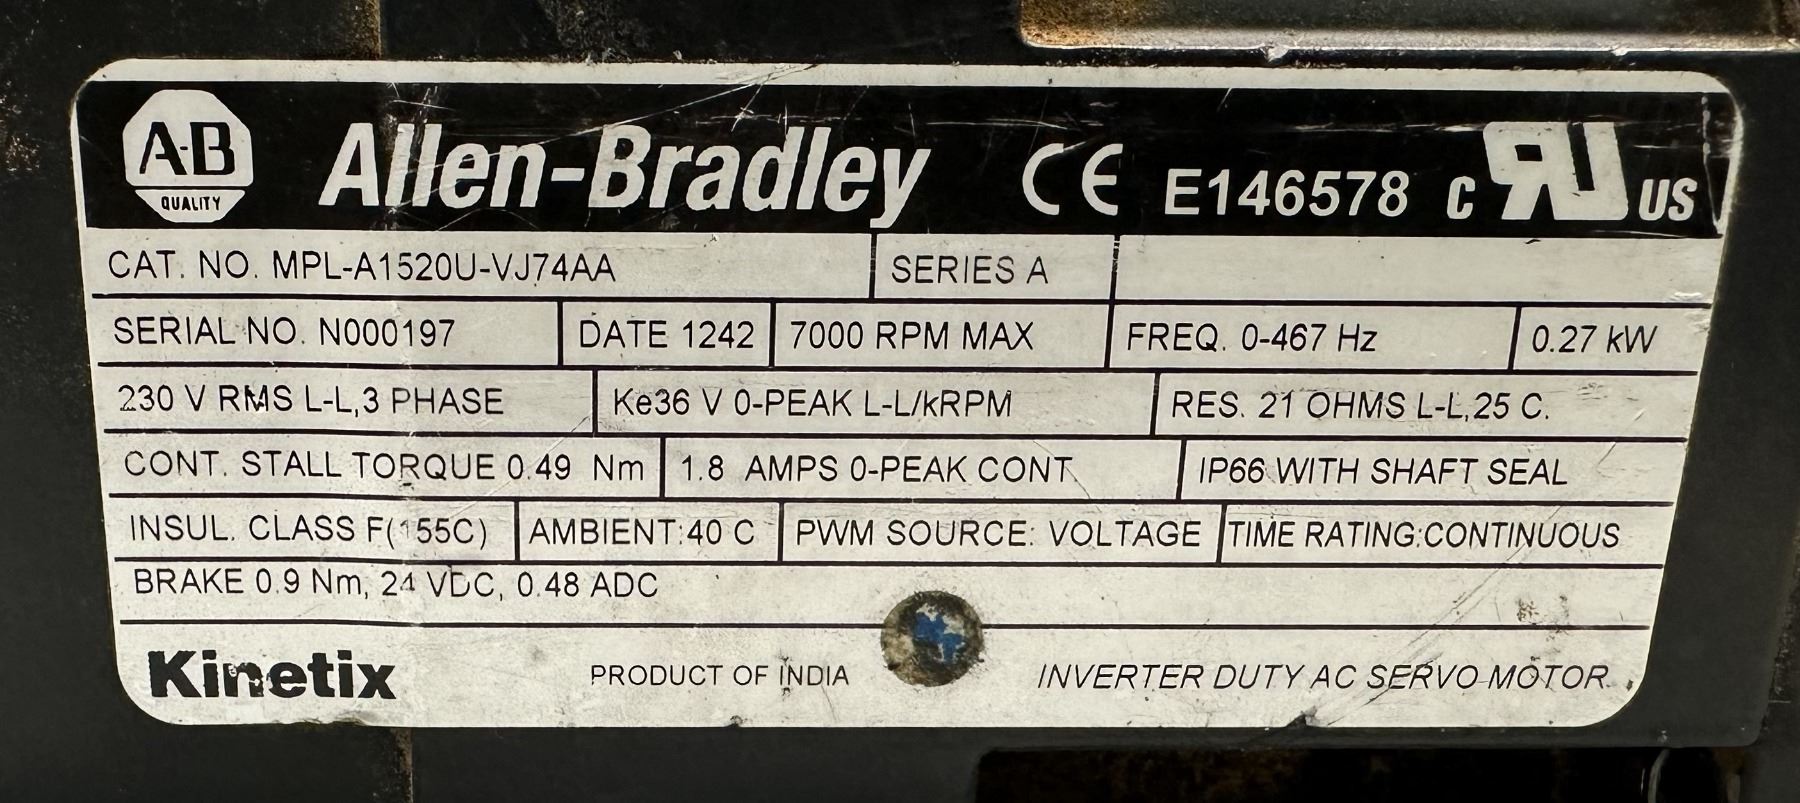 A-B QUALITY Allen-Bradley CE E146578 c RU US
CAT. NO. MPL-A1520U-VJ74AA SERIES A
SERIAL NO. N000197 DATE 1242 7000 RPM MAX FREQ. 0-467 Hz 0.27 kW
230 V RMS L-L,3 PHASE Ke36 V 0-PEAK L-L/kRPM RES. 21 OHMS L-L,25 C.
CONT. STALL TORQUE 0.49 Nm 1.8 AMPS 0-PEAK CONT. IP66 WITH SHAFT SEAL
INSUL. CLASS F(155C) AMBIENT:40 C PWM SOURCE: VOLTAGE TIME RATING:CONTINUOUS
BRAKE 0.9 Nm, 24 VDC, 0.48 ADC
Kinetix PRODUCT OF INDIA INVERTER DUTY AC SERVO MOTOR